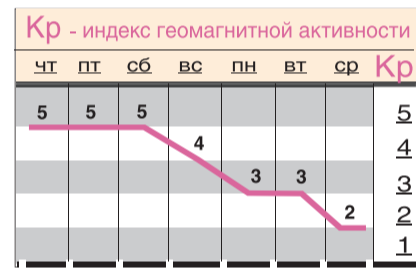 Кр - индекс геомагнитной активности
чт пт сб вс пн вт ср Кр
5 5 5 5
4 4
3 3 3
2 2
1